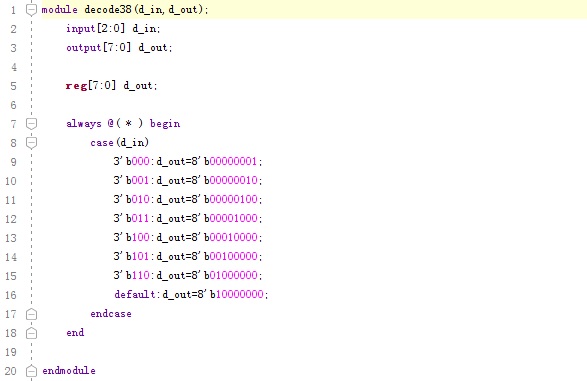 1 module decode38(d_in,d_out);
2 input[2:0] d_in;
3 output[7:0] d_out;
4
5 reg[7:0] d_out;
6
7 always @( * ) begin
8 case(d_in)
9 3'b000:d_out=8'b00000001;
10 3'b001:d_out=8'b00000010;
11 3'b010:d_out=8'b00000100;
12 3'b011:d_out=8'b00001000;
13 3'b100:d_out=8'b00010000;
14 3'b101:d_out=8'b00100000;
15 3'b110:d_out=8'b01000000;
16 default:d_out=8'b10000000;
17 endcase
18 end
19
20 endmodule